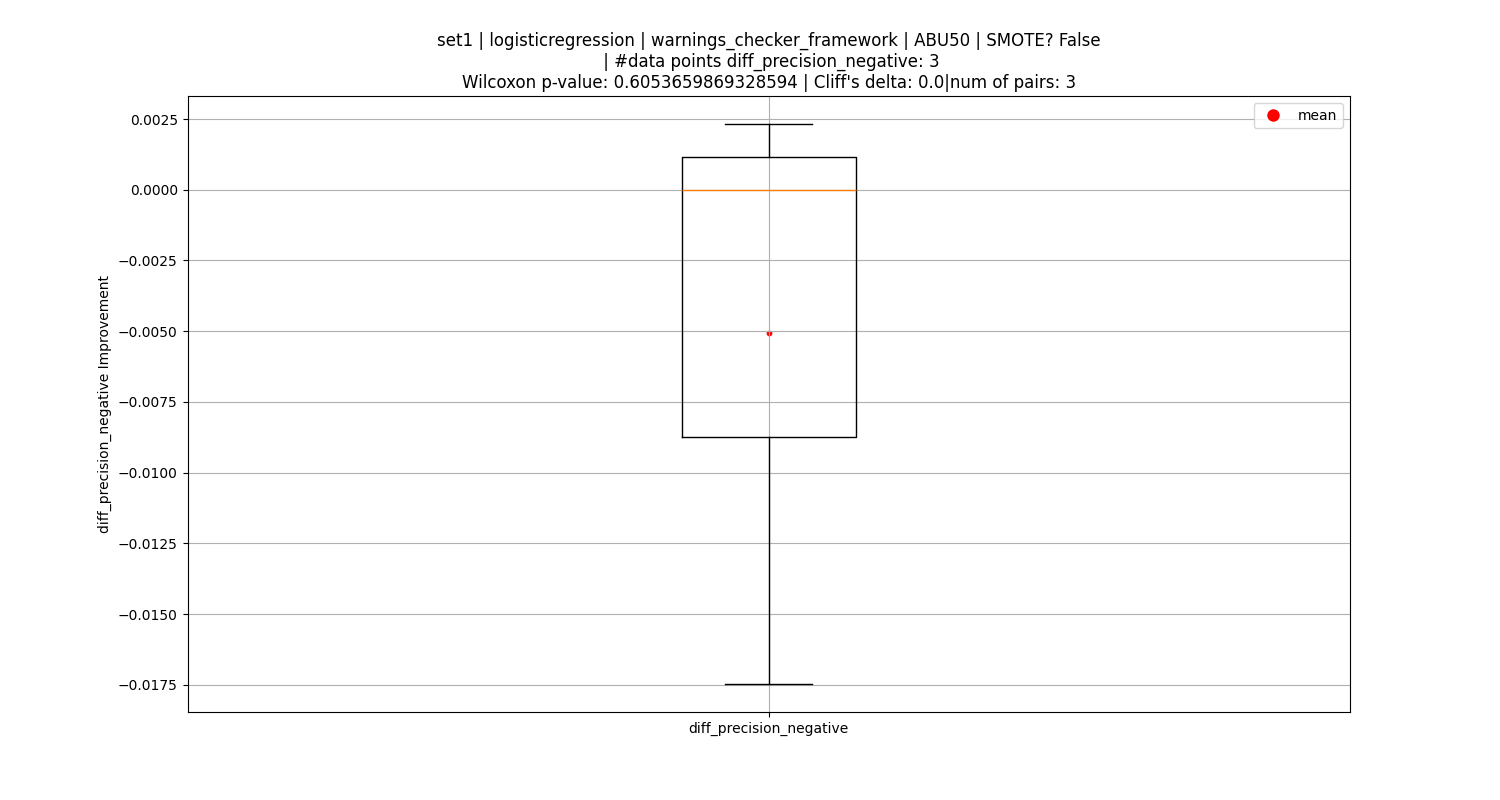 set1 | logisticregression | warnings_checker_framework | ABU50 | SMOTE? False
| #data points diff_precision_negative: 3
Wilcoxon p-value: 0.6053659869328594 | Cliff's delta: 0.0|num of pairs: 3
mean
0.0025
0.0000
−0.0025
−0.0050
−0.0075
−0.0100
−0.0125
−0.0150
−0.0175
diff_precision_negative Improvement
diff_precision_negative